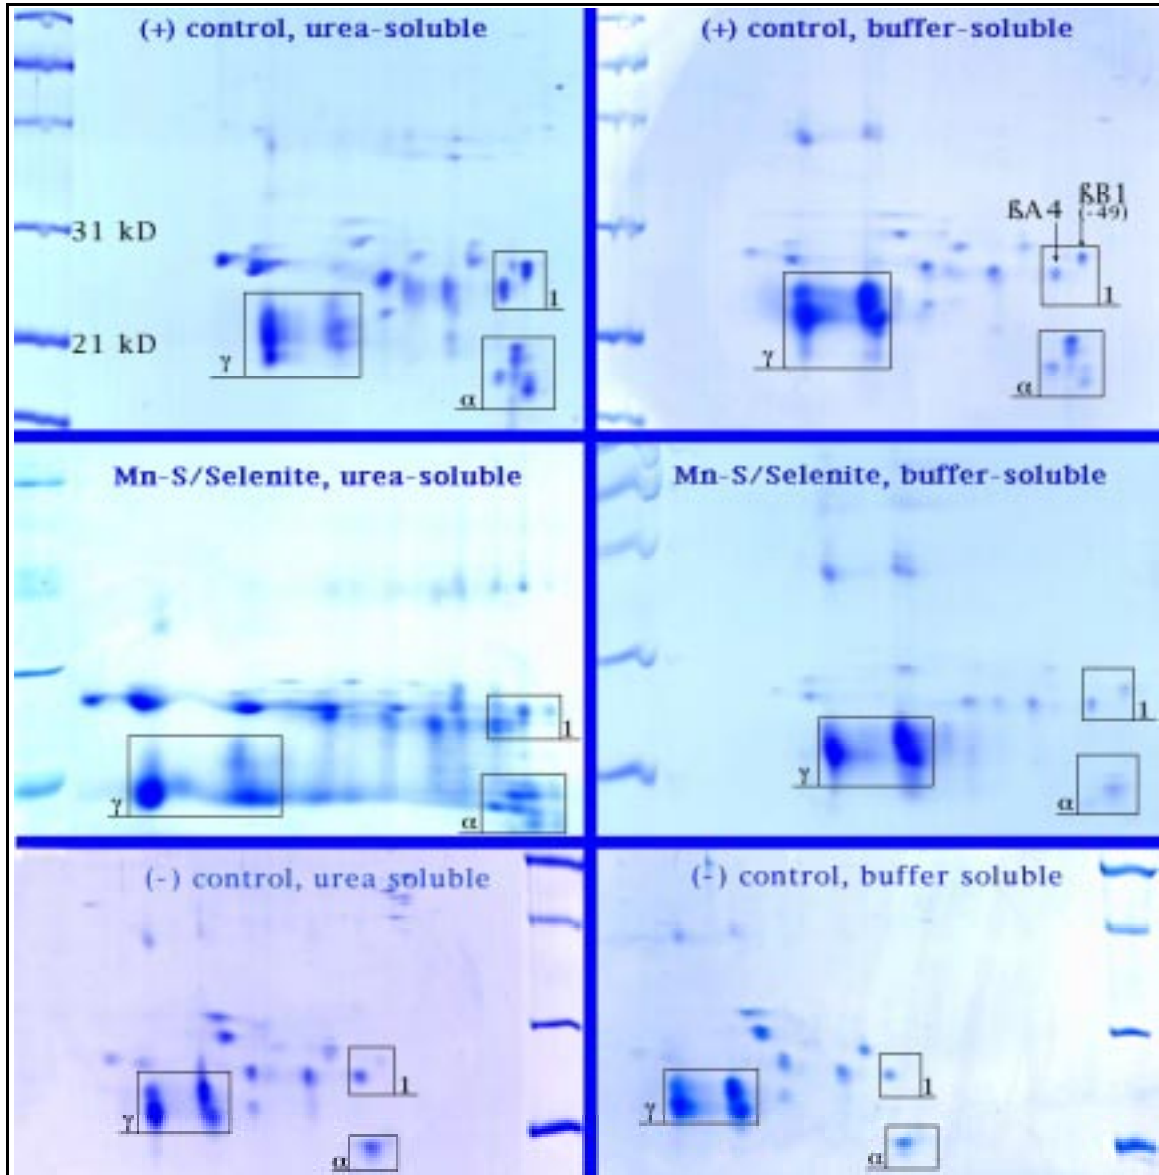 (+) control, urea-soluble
31 kD
21 kD
γ
1
α
(+) control, buffer-soluble
ßA4
ßB1
(-49)
1
γ
α
Mn-S/Selenite, urea-soluble
1
γ
α
Mn-S/Selenite, buffer-soluble
1
γ
α
(-) control, urea soluble
1
γ
α
(-) control, buffer soluble
1
γ
α